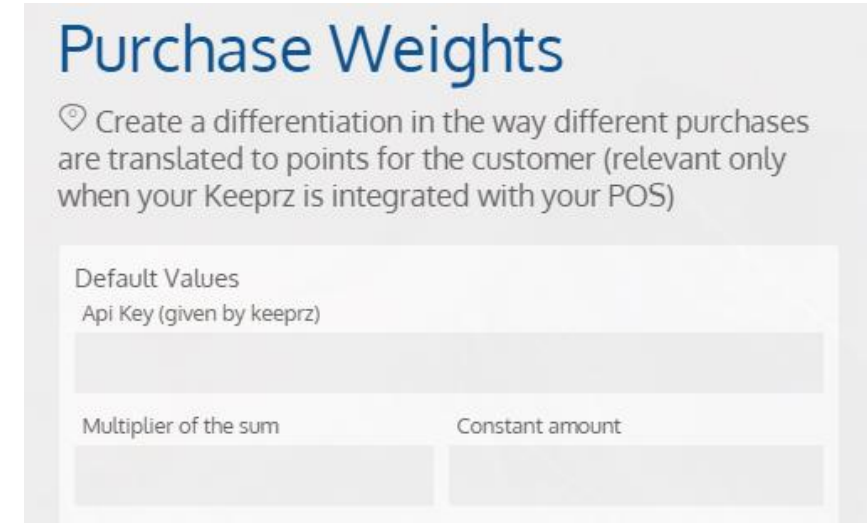 Purchase Weights
Create a differentiation in the way different purchases
are translated to points for the customer (relevant only
when your Keeprz is integrated with your POS)
Default Values
Api Key (given by keeprz)
Multiplier of the sum
Constant amount